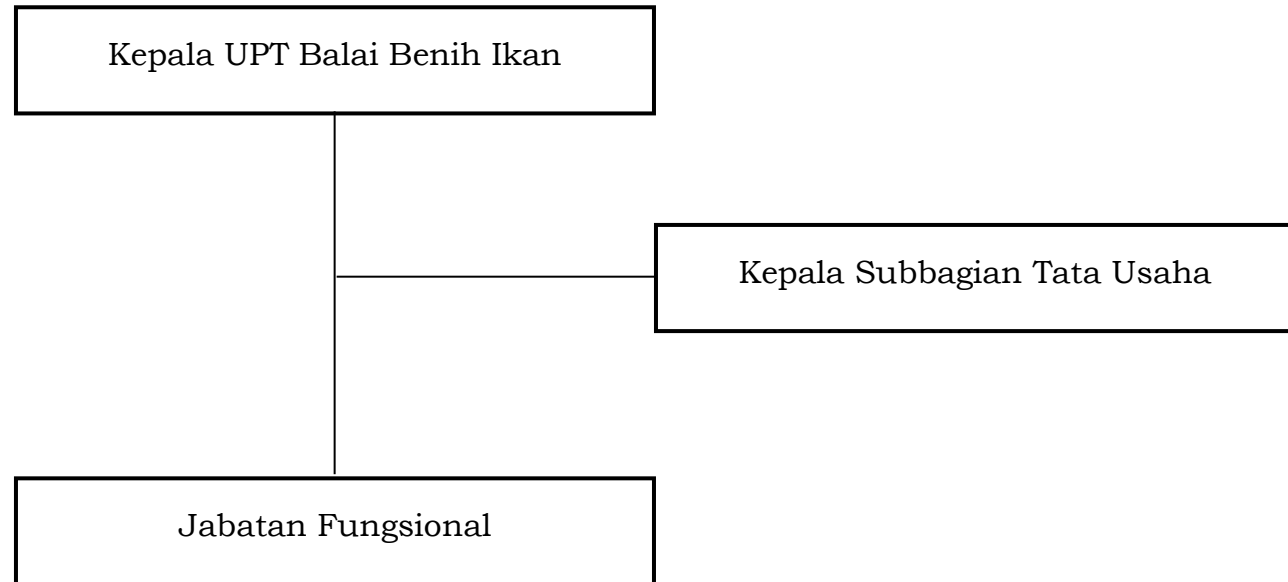 Kepala UPT Balai Benih Ikan
Kepala Subbagian Tata Usaha
Jabatan Fungsional